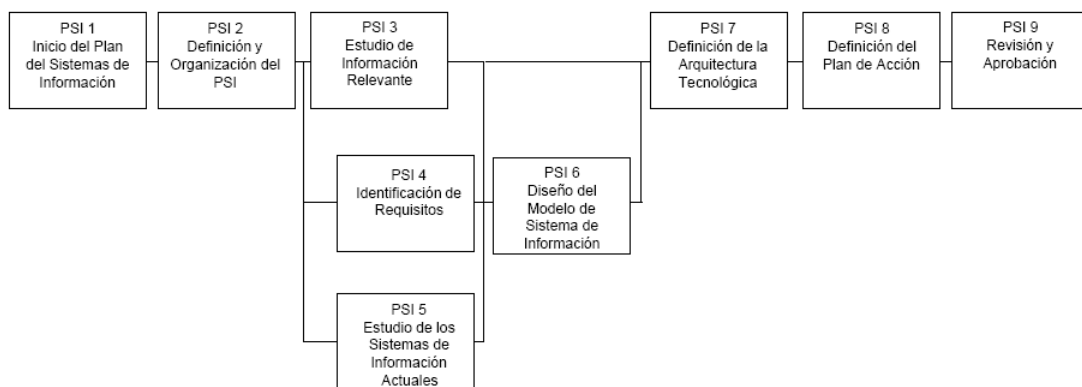 PSI 1
Inicio del Plan
del Sistemas de
Información
PSI 2
Definición y
Organización del
PSI
PSI 3
Estudio de
Información
Relevante
PSI 7
Definición de la
Arquitectura
Tecnológica
PSI 8
Definición del
Plan de Acción
PSI 9
Revisión y
Aprobación
PSI 4
Identificación de
Requisitos
PSI 6
Diseño del
Modelo de
Sistema de
Información
PSI 5
Estudio de los
Sistemas de
Información
Actuales